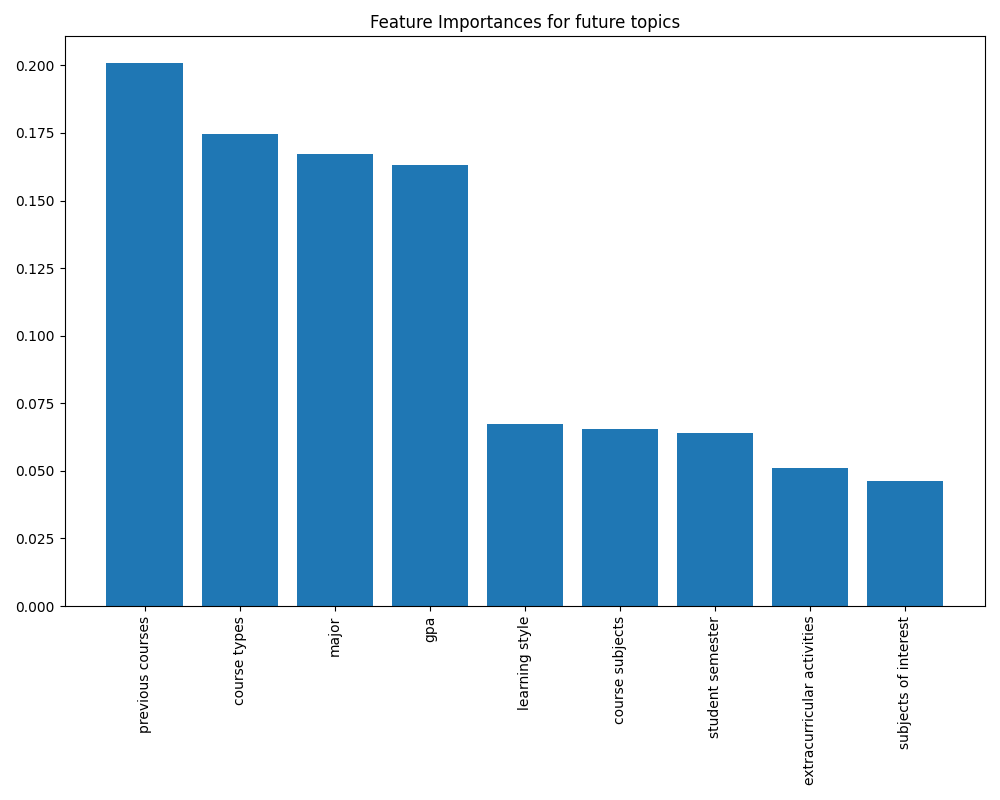 Feature Importances for future topics
0.200
0.175
0.150
0.125
0.100
0.075
0.050
0.025
0.000
previous courses
course types
major
gpa
learning style
course subjects
student semester
extracurricular activities
subjects of interest